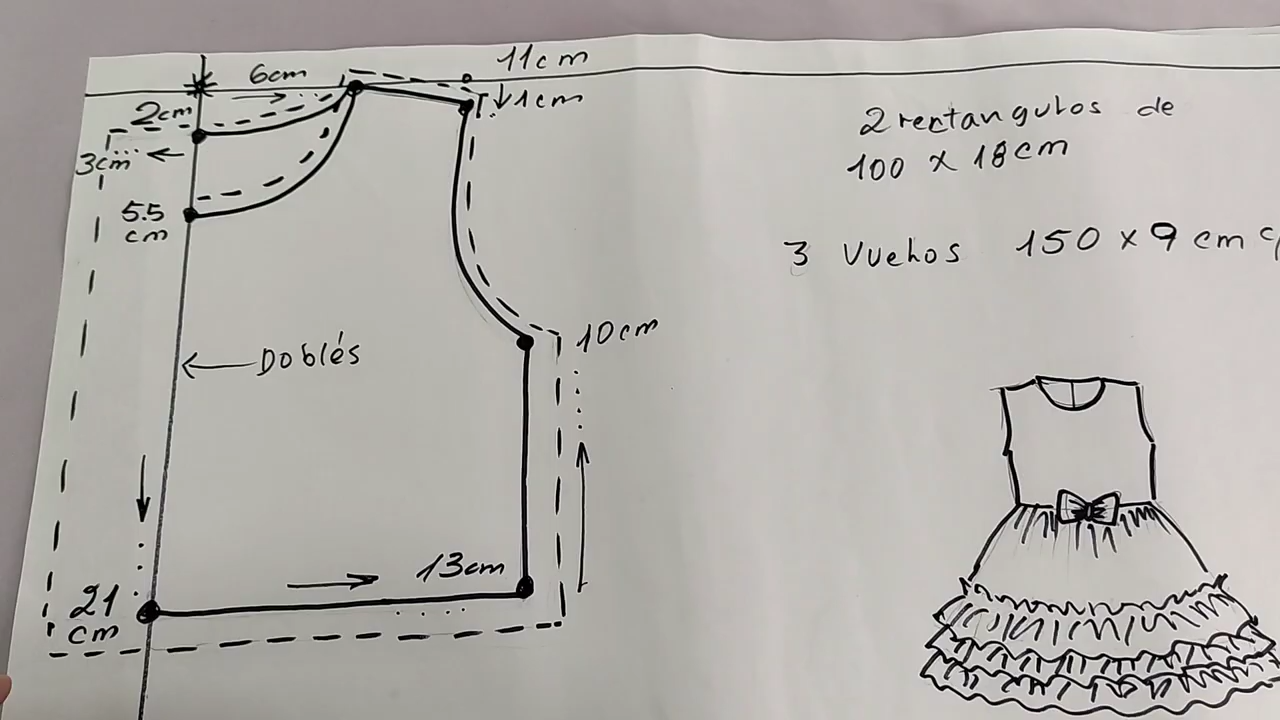 6cm
11cm
2cm
1cm
3cm
5.5
cm
Doblés
10cm
13cm
21
cm
2 rectangulos de
100 x 18cm
3 Vuelos 150 x 9 cm